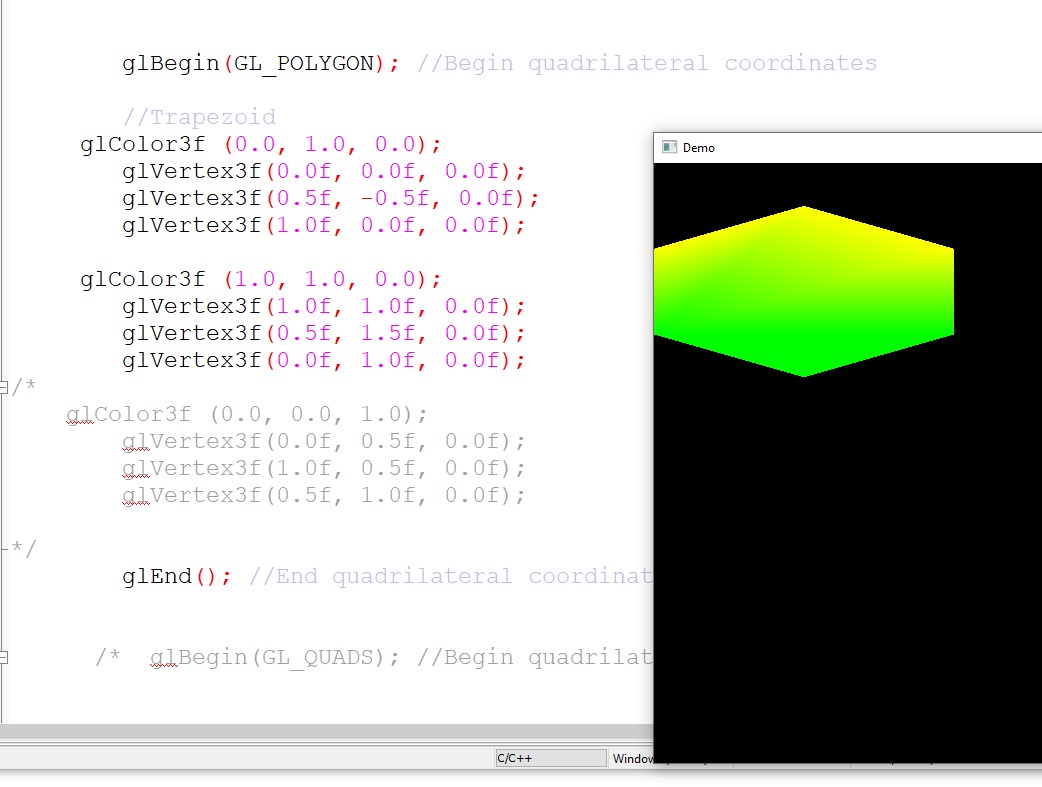 glBegin(GL_POLYGON); //Begin quadrilateral coordinates
//Trapezoid
glColor3f (0.0, 1.0, 0.0);
glVertex3f(0.0f, 0.0f, 0.0f);
glVertex3f(0.5f, -0.5f, 0.0f);
glVertex3f(1.0f, 0.0f, 0.0f);
glColor3f (1.0, 1.0, 0.0);
glVertex3f(1.0f, 1.0f, 0.0f);
glVertex3f(0.5f, 1.5f, 0.0f);
glVertex3f(0.0f, 1.0f, 0.0f);
/*
glColor3f (0.0, 0.0, 1.0);
glVertex3f(0.0f, 0.5f, 0.0f);
glVertex3f(1.0f, 0.5f, 0.0f);
glVertex3f(0.5f, 1.0f, 0.0f);
*/
glEnd(); //End quadrilateral coordinat
/* glBegin(GL_QUADS); //Begin quadrilat
Demo
C/C++ Window